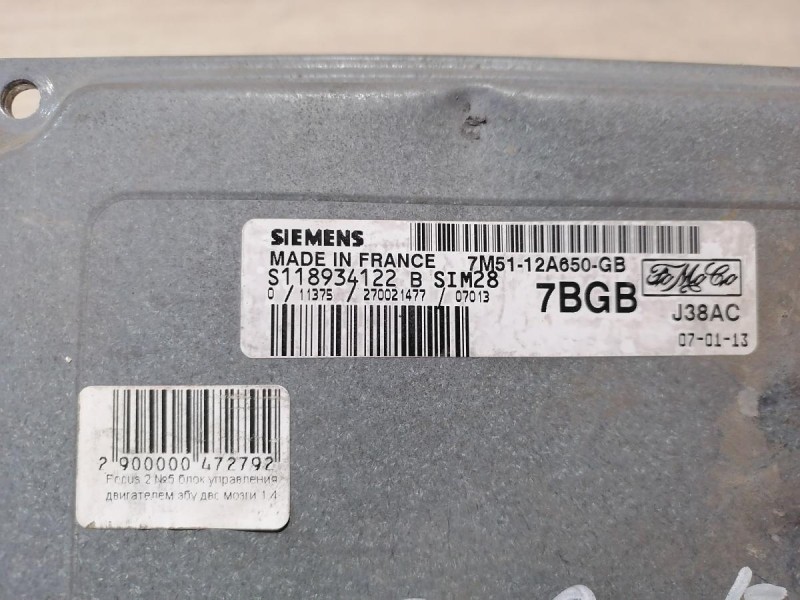 SIEMENS
MADE IN FRANCE 7M51-12A650-GB
S118934122 B SIM28
0 / 11375 / 270021477 / 07013
7BGB
FoMoCo
J38AC
07-01-13
2 900000 472792
Focus 2 №5 блок управления
двигателем эбу двс мозги 1.4